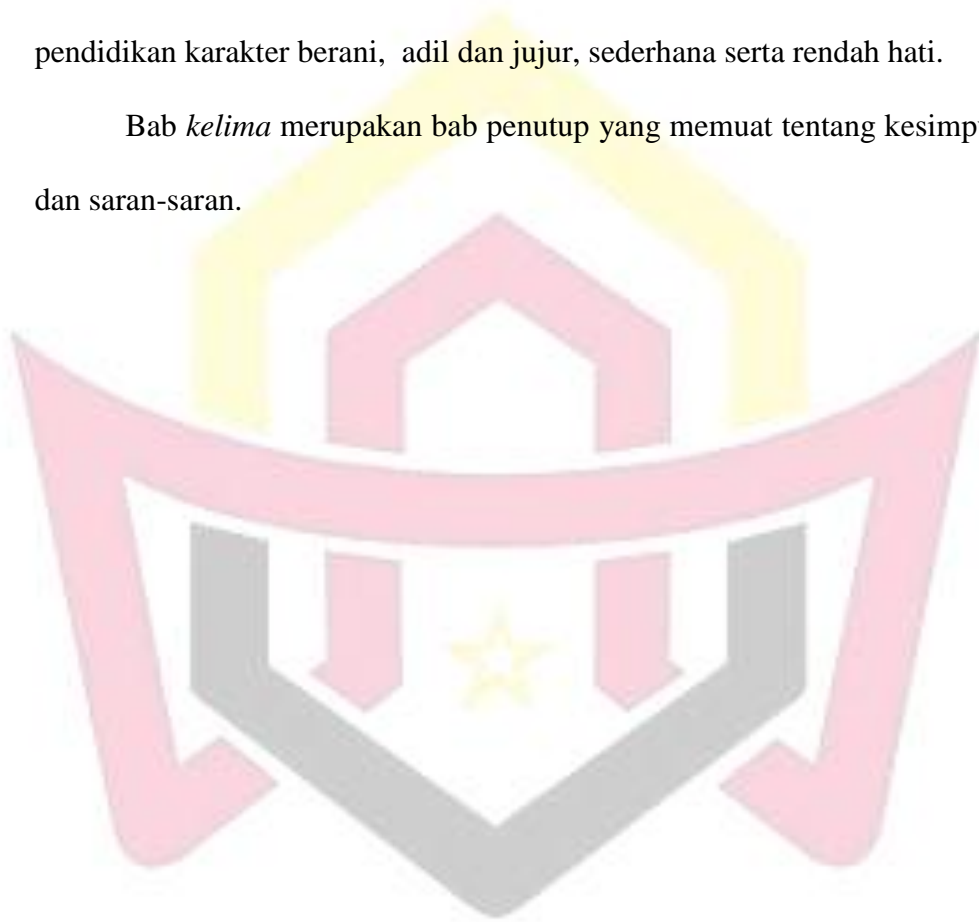 pendidikan karakter berani, adil dan jujur, sederhana serta rendah hati.
Bab kelima merupakan bab penutup yang memuat tentang
dan saran-saran.